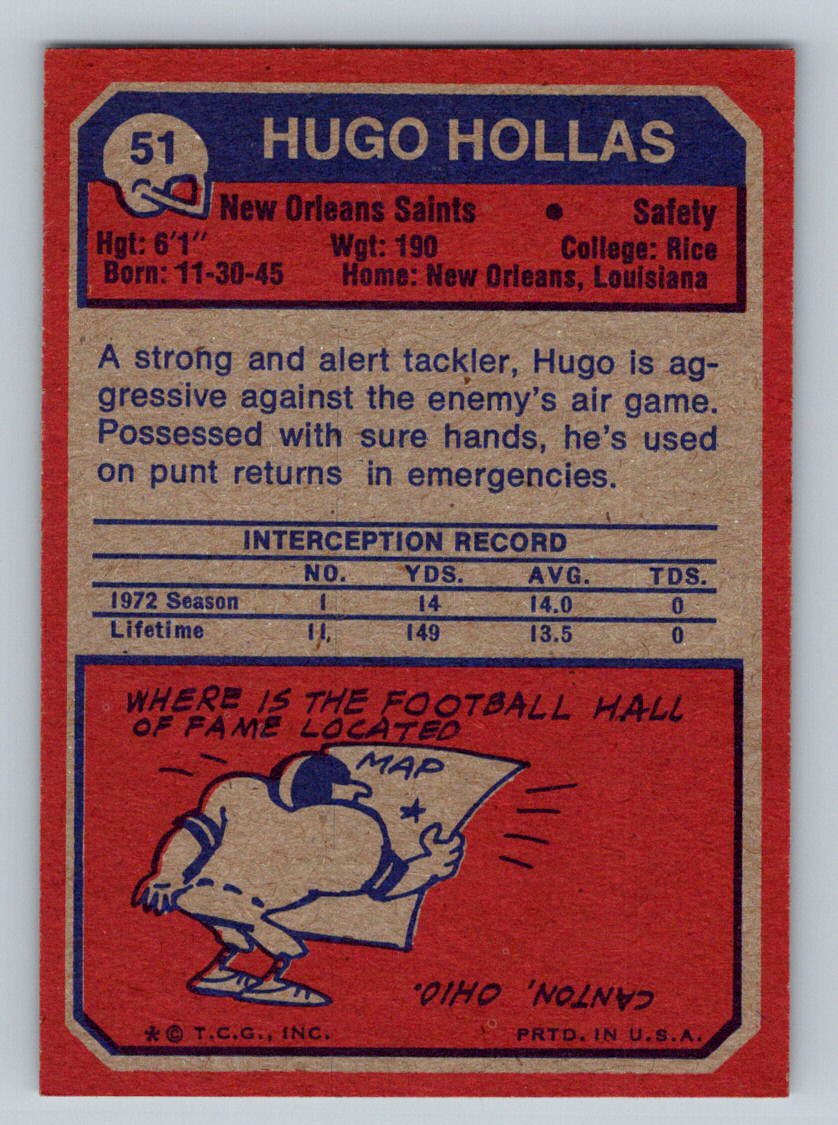 51
HUGO HOLLAS
New Orleans Saints • Safety
Hgt: 6'1" Wgt: 190 College: Rice
Born: 11-30-45 Home: New Orleans, Louisiana
A strong and alert tackler, Hugo is ag-
gressive against the enemy's air game.
Possessed with sure hands, he's used
on punt returns in emergencies.
INTERCEPTION RECORD
NO. YDS. AVG. TDS.
1972 Season 1 14 14.0 0
Lifetime 11, 149 13.5 0
WHERE IS THE FOOTBALL HALL
OF FAME LOCATED
MAP
CANTON, OHIO.
*© T.C.G., INC. PRTD. IN U.S.A.